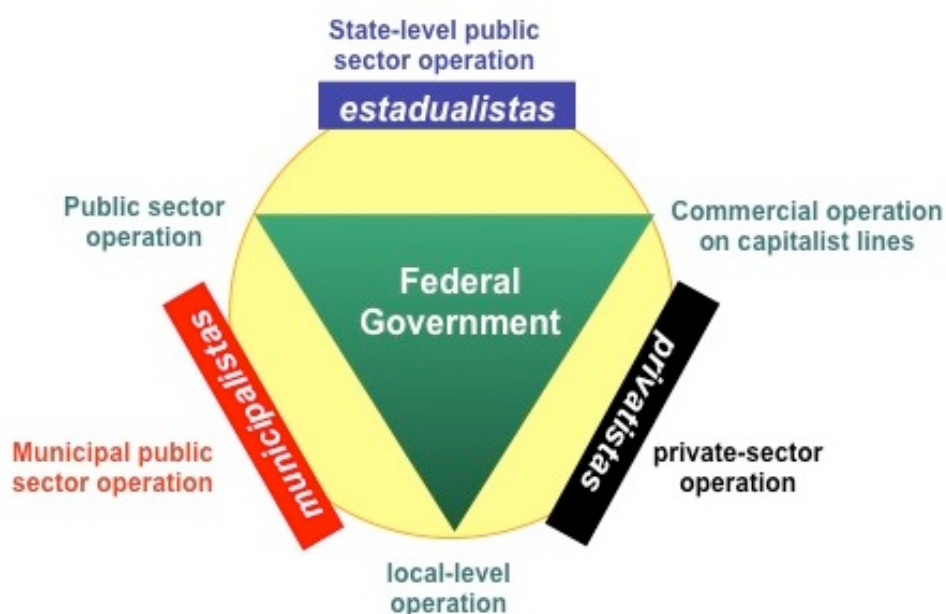 State-level public
sector operation
estadualistas
Public sector
operation
Commercial operation
on capitalist lines
Federal
Government
municipalistas
privatistas
Municipal public
sector operation
private-sector
operation
local-level
operation